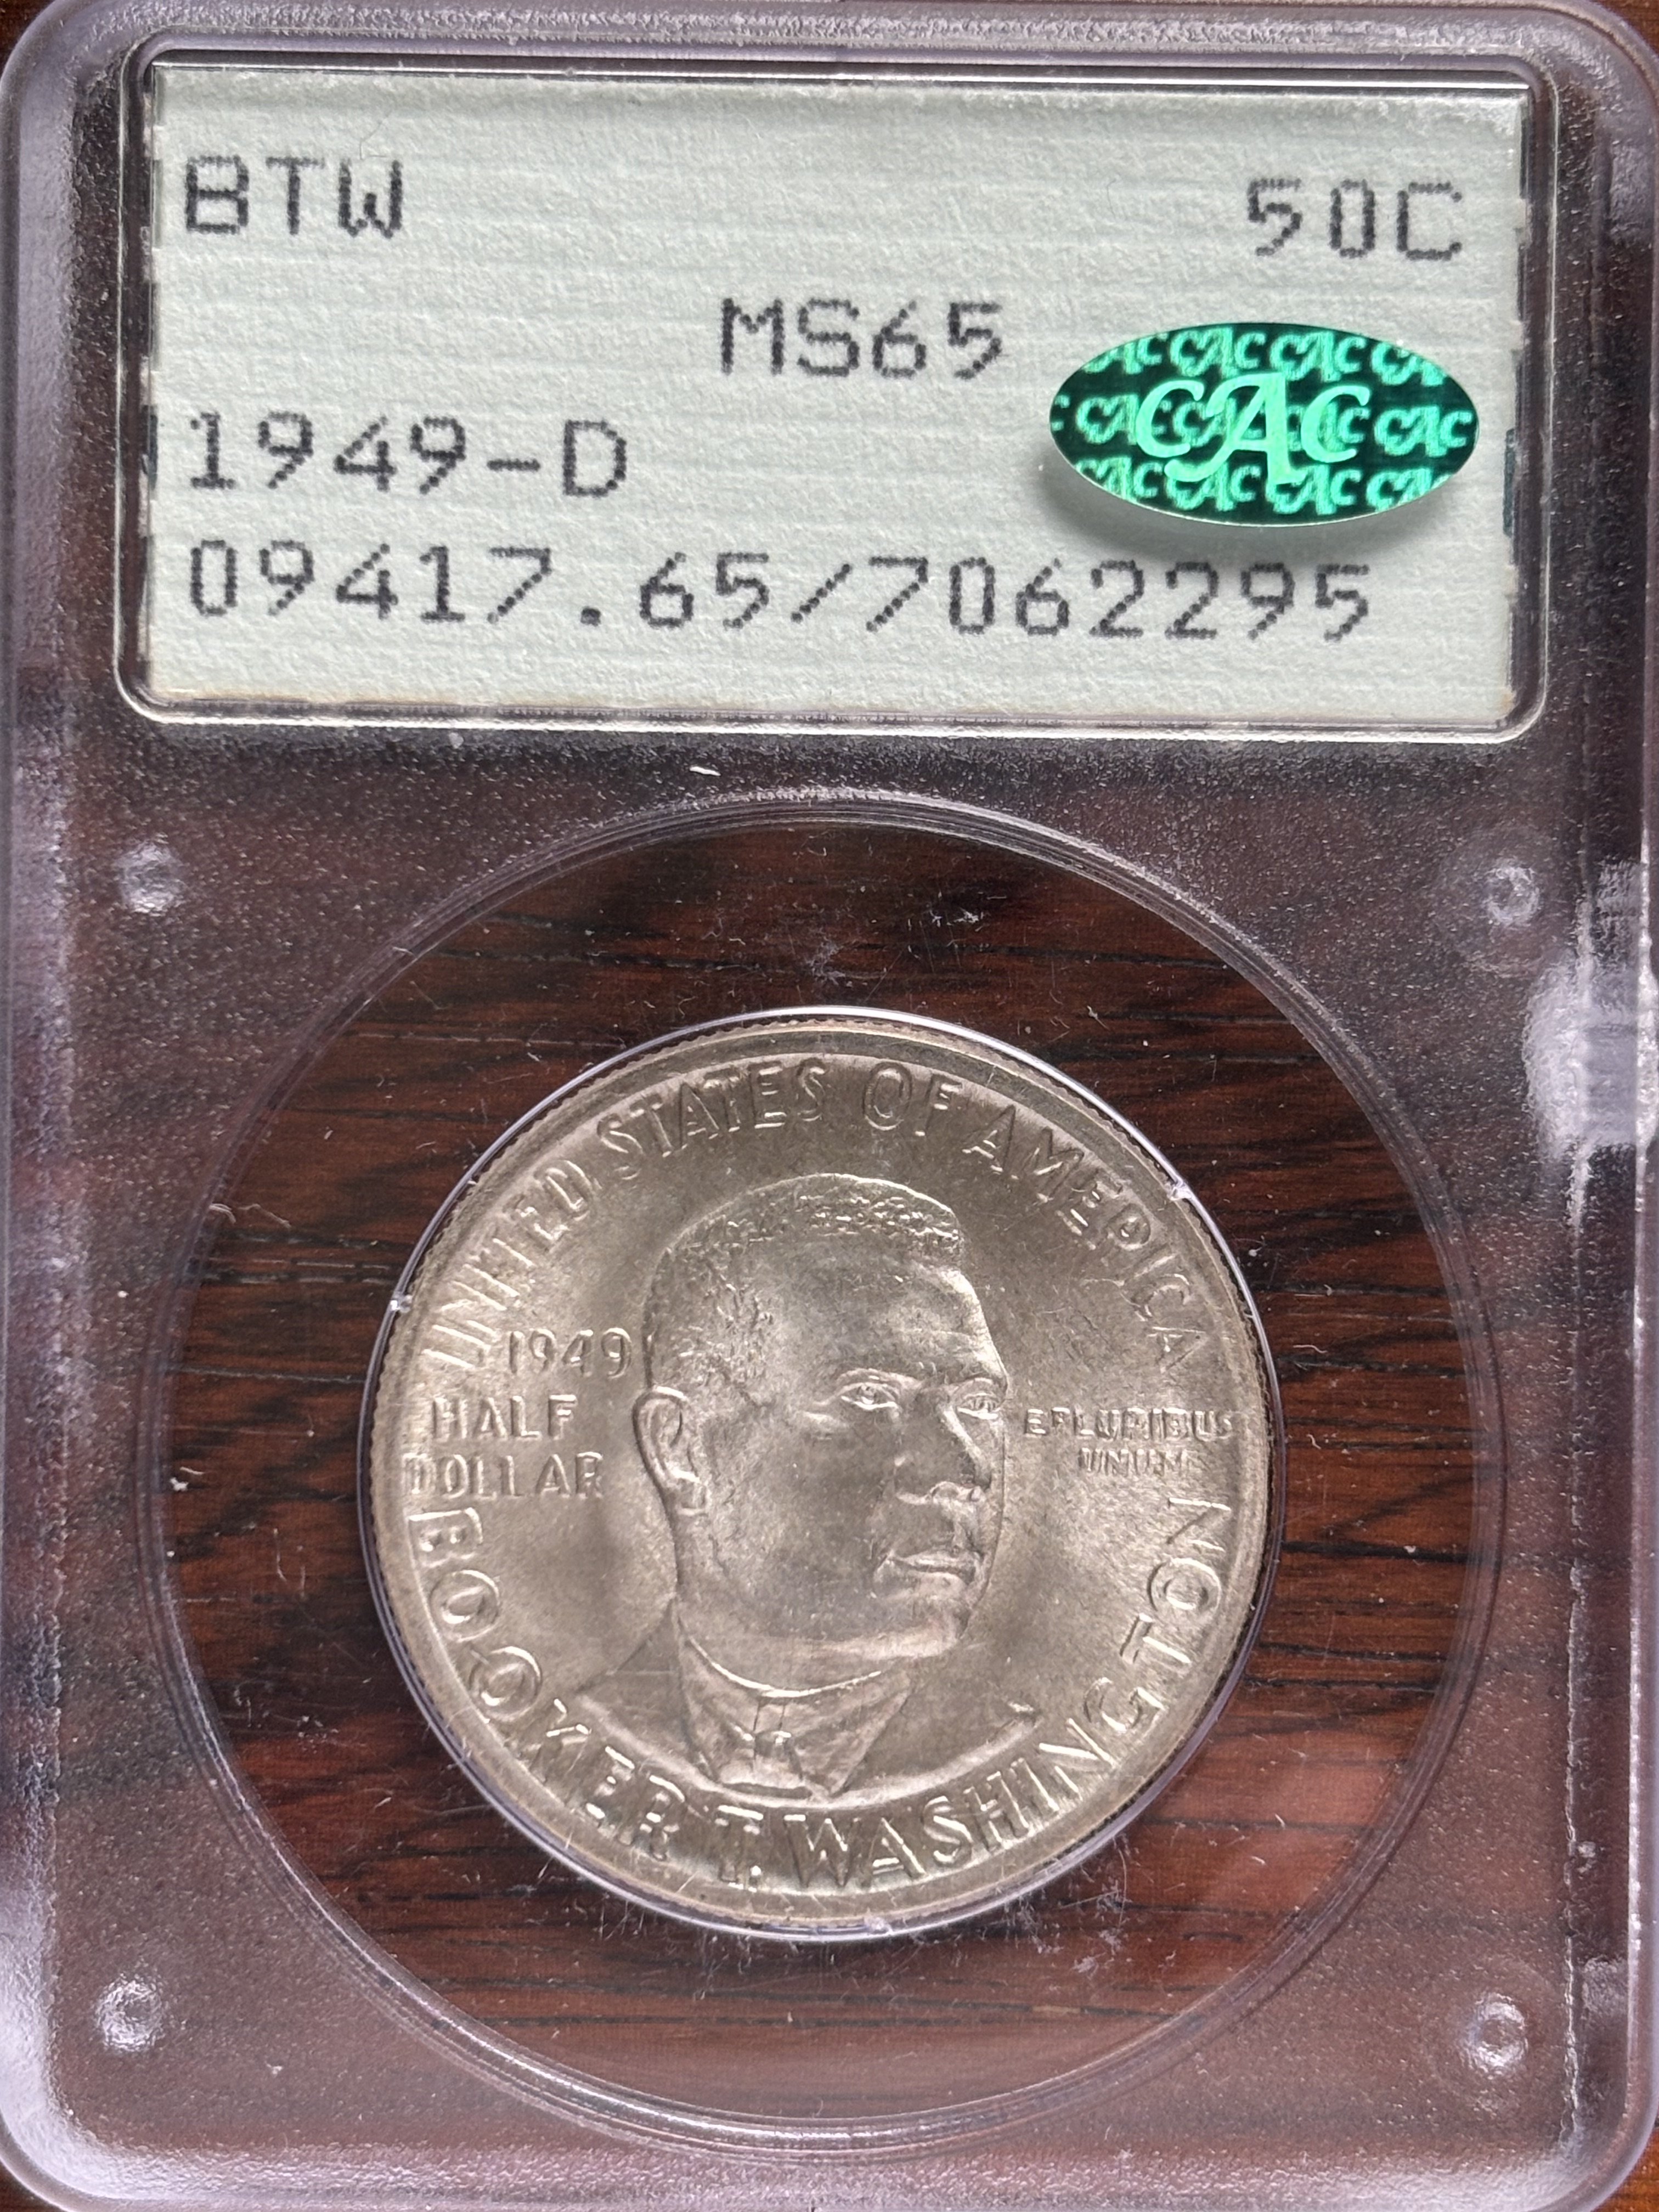 BTW 50C
MS65
CAC
1949-D
09417.65/7062295
UNITED STATES OF AMERICA
1949
HALF
DOLLAR
E PLURIBUS
UNUM
BOOKER T. WASHINGTON